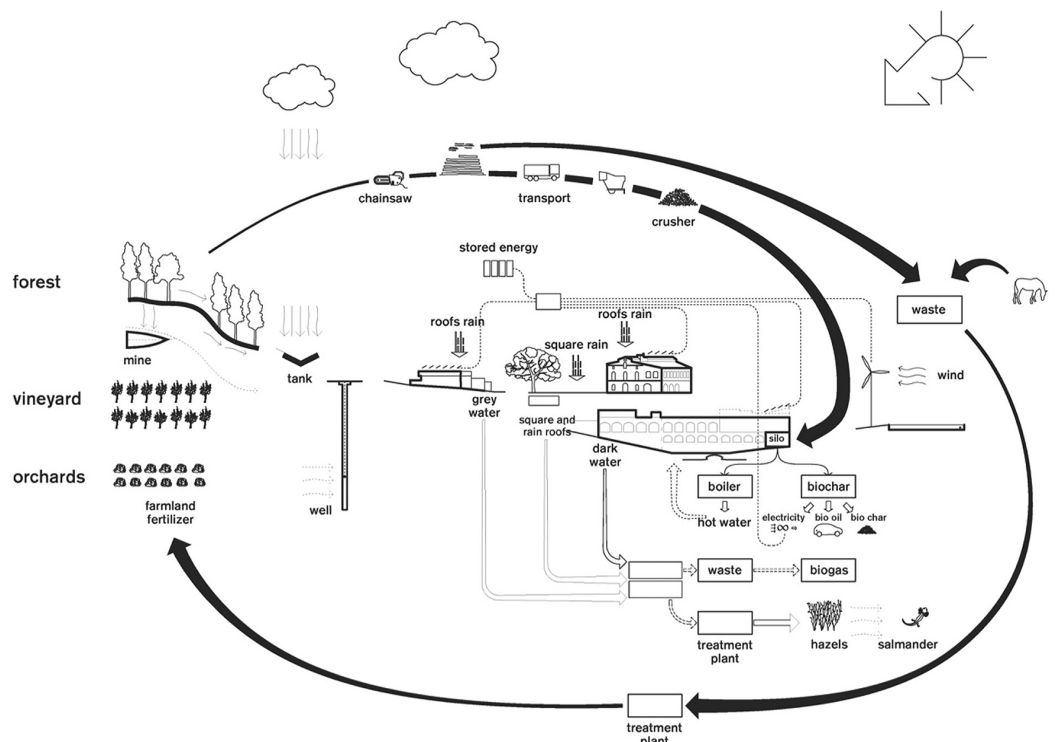 chainsaw
transport
crusher
stored energy
forest
waste
roofs rain
roofs rain
square rain
mine
tank
wind
vineyard
grey
water
square and
rain roofs
dark
water
silo
orchards
boiler
biochar
farmland
fertilizer
well
hot water
electricity
bio oil
bio char
waste
biogas
treatment
plant
hazels
salmander
treatment
plant